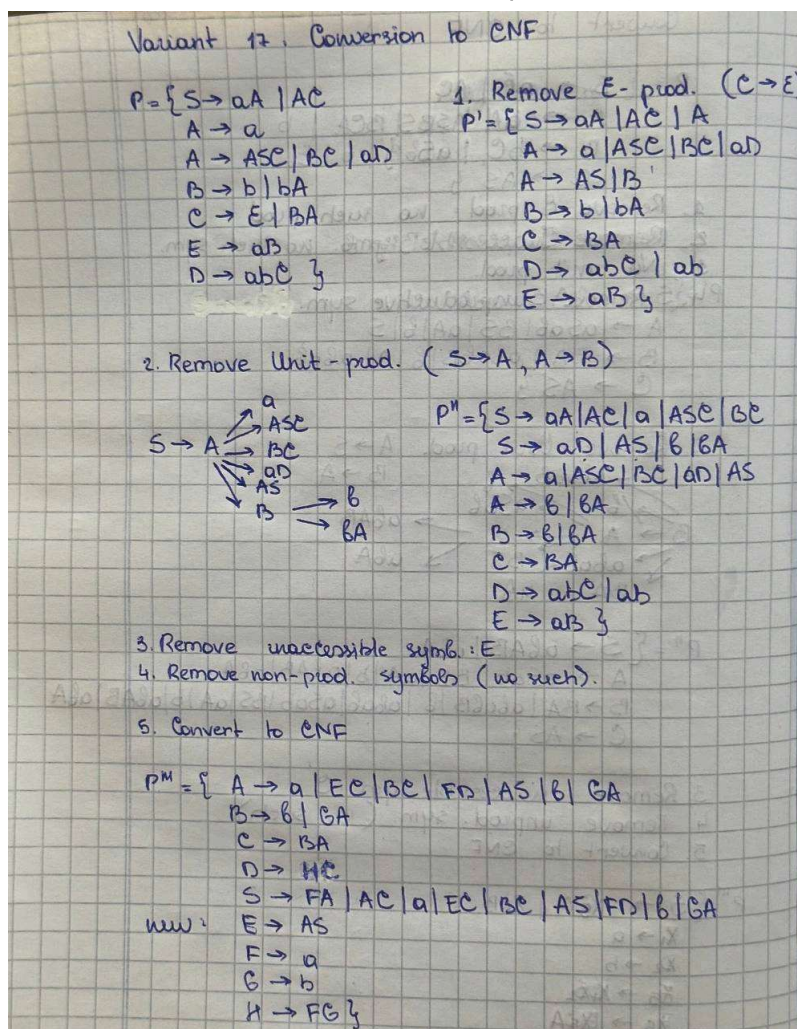 Variant 17. Conversion to CNF
P={ S→ aA | AC
A → a
A → ASC | BC | aD
B → b | bA
C → ε | BA
E → aB
D → abC }
1. Remove ε- prod. (C→ε)
P'={ S→aA |AC | A
A → a |ASC |BC| aD
A → AS | B
B → b | bA
C → BA
D → abC | ab
E → aB }
2. Remove Unit-prod. ( S→A, A→B)
S → A
a
ASC
BC
aD
AS
B
b
bA
P"={S→ aA|AC|a|ASC|BC
S → aD | AS | b | bA
A → a|ASC|BC|aD|AS
A → b | bA
B → b | bA
C → BA
D → abC | ab
E → aB }
3. Remove inaccessible symb. : E
4. Remove non-prod. symbols (no such).
5. Convert to CNF
P''' = { A → a | EC | BC | FD | AS | b | GA
B → b | GA
C → BA
D → HC
S → FA | AC | a | EC | BC | AS | FD | b | GA
new: E → AS
F → a
G → b
H → FG }